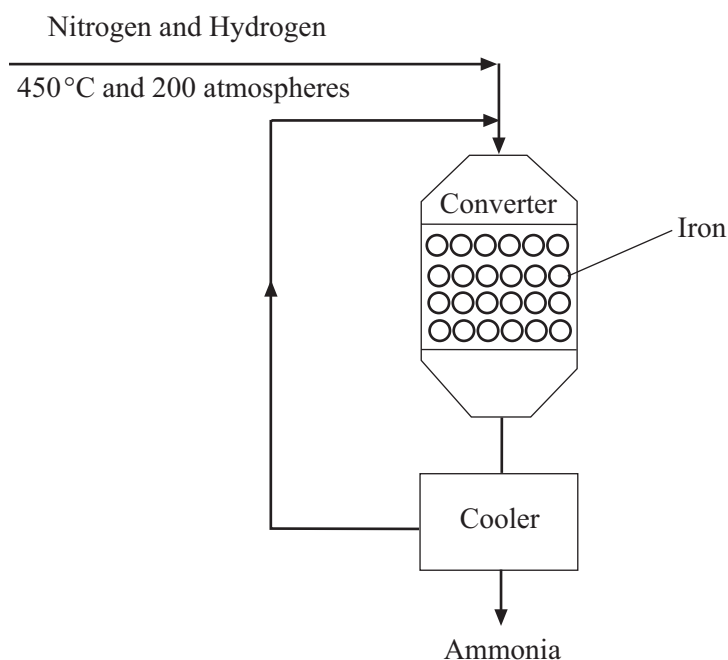 Nitrogen and Hydrogen
450°C and 200 atmospheres
Converter
Iron
Cooler
Ammonia